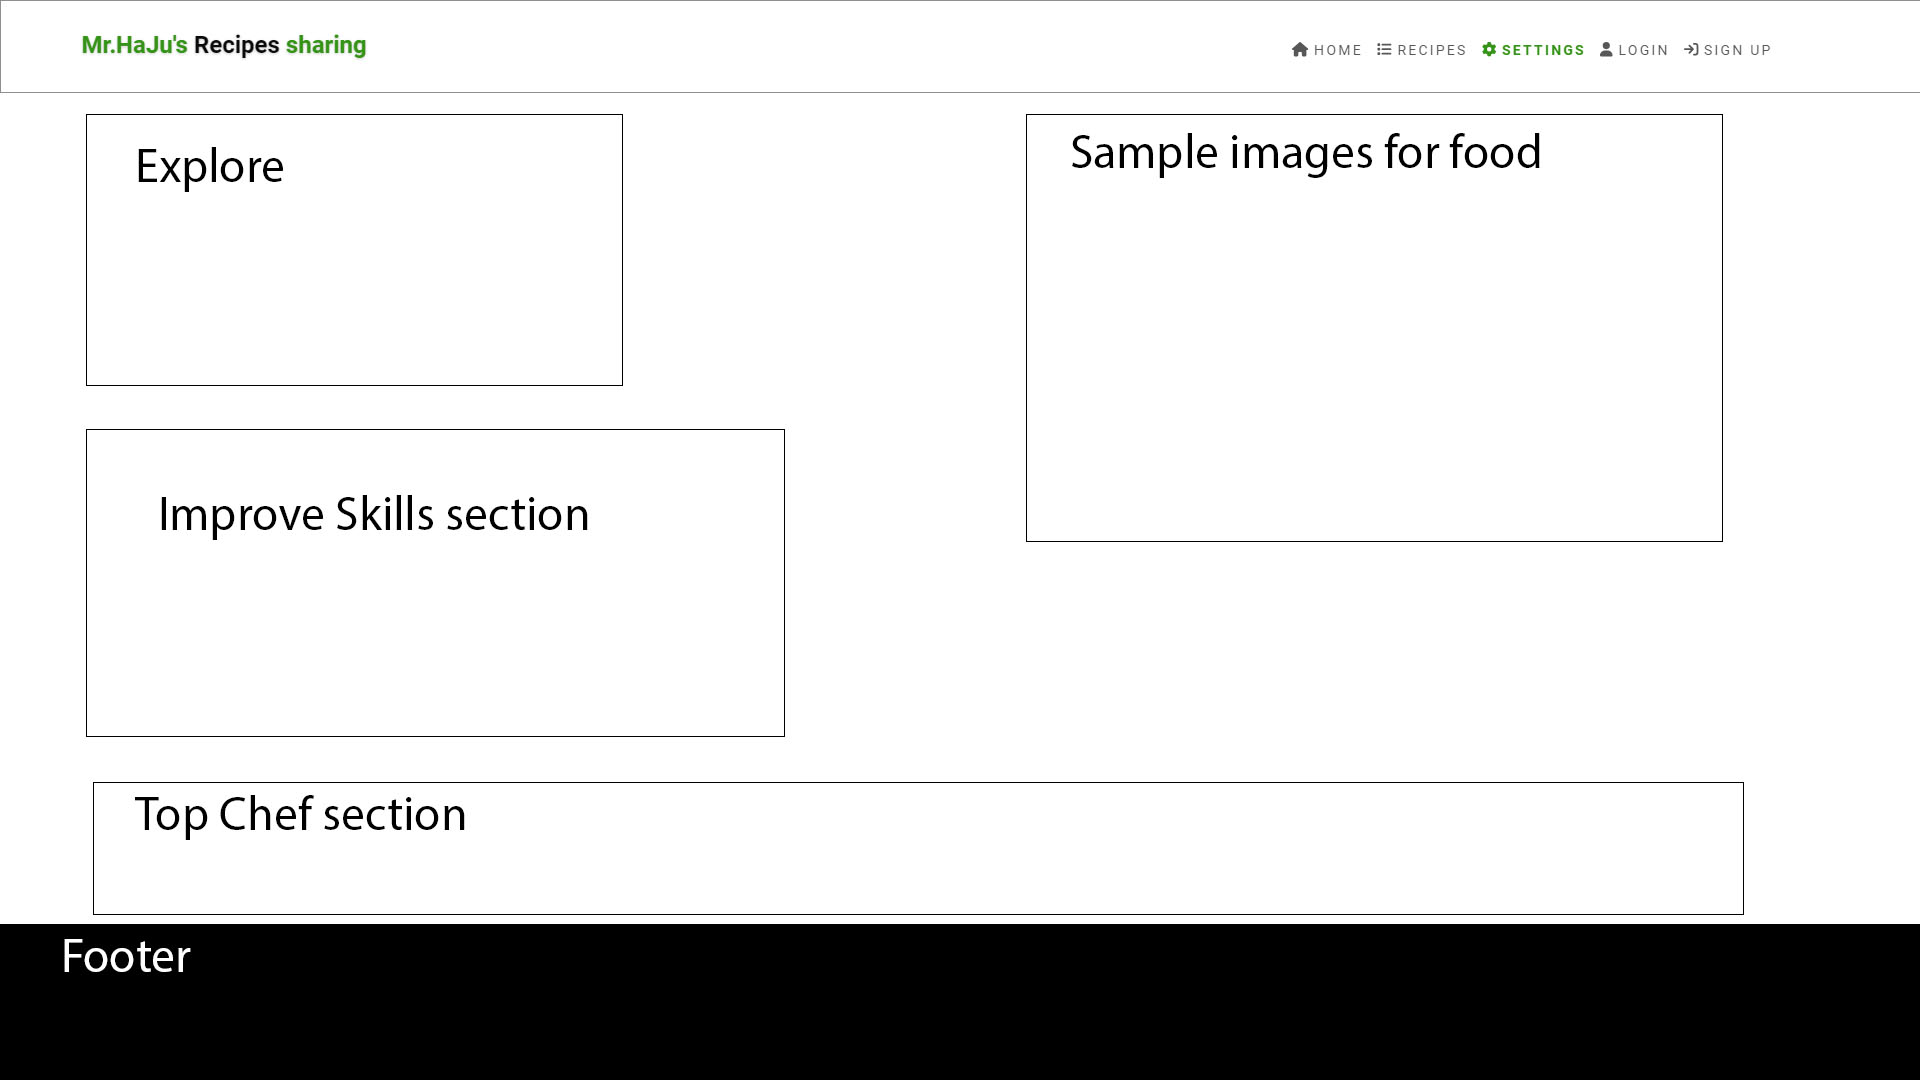 Mr.HaJu's Recipes sharing
HOME RECIPES SETTINGS LOGIN SIGN UP
Explore
Sample images for food
Improve Skills section
Top Chef section
Footer